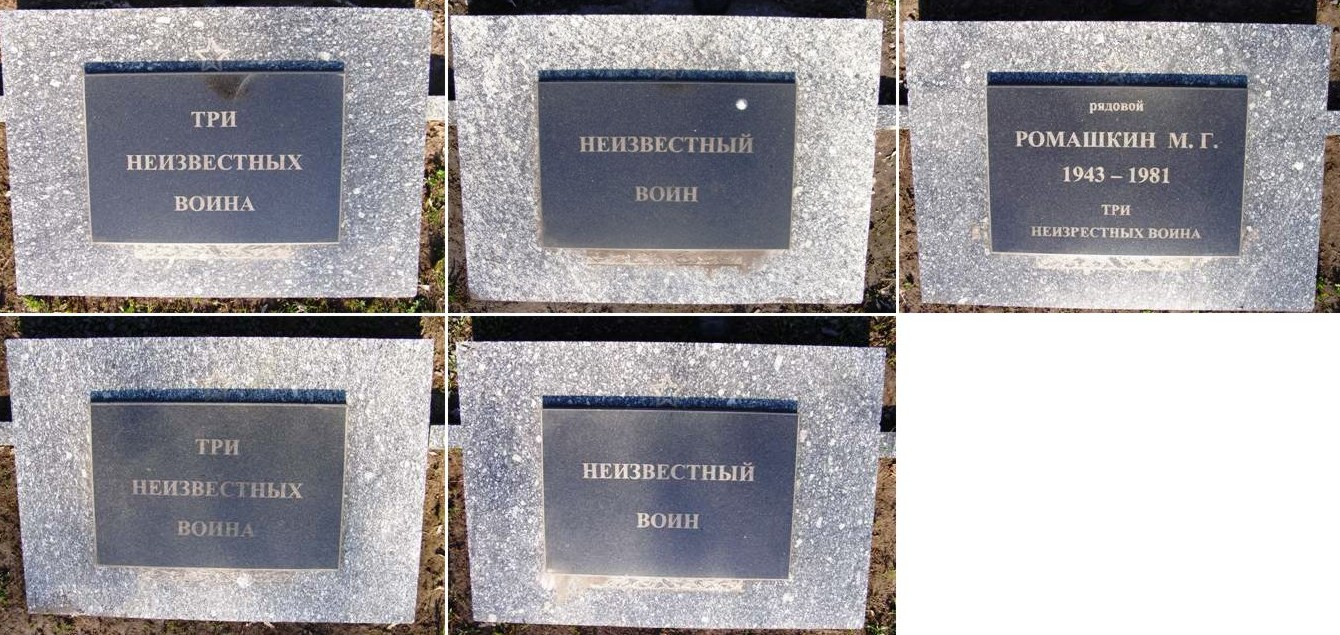 ТРИ
НЕИЗВЕСТНЫХ
ВОИНА
НЕИЗВЕСТНЫЙ
ВОИН
рядовой
РОМАШКИН М. Г.
1943 – 1981
ТРИ
НЕИЗРЕСТНЫХ ВОИНА
ТРИ
НЕИЗВЕСТНЫХ
ВОИНА
НЕИЗВЕСТНЫЙ
ВОИН